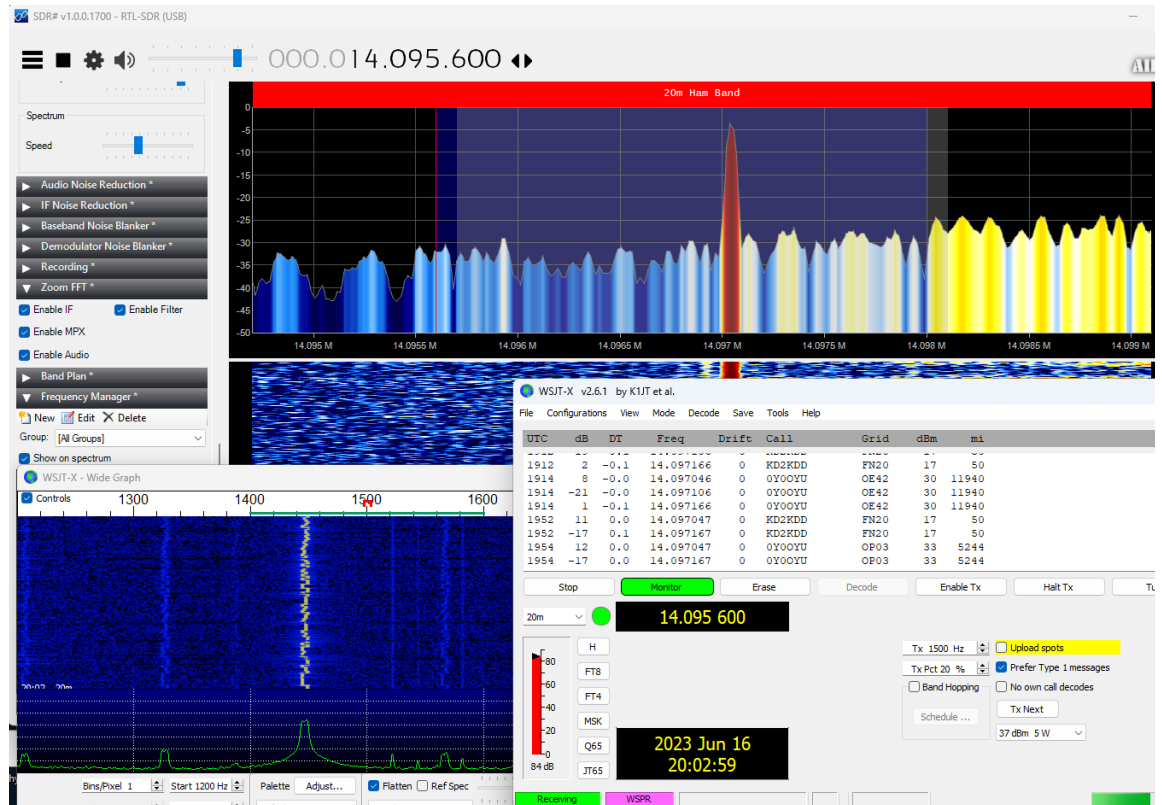 SDR# v1.0.0.1700 - RTL-SDR (USB)
000.014.095.600
Spectrum
Speed
Audio Noise Reduction *
IF Noise Reduction *
Baseband Noise Blanker *
Demodulator Noise Blanker *
Recording *
Zoom FFT *
Enable IF Enable Filter
Enable MPX
Enable Audio
Band Plan *
Frequency Manager *
New Edit Delete
Group: [All Groups]
Show on spectrum
20m Ham Band
0
-5
-10
-15
-20
-25
-30
-35
-40
-45
-50
14.095 M 14.0955 M 14.096 M 14.0965 M 14.097 M 14.0975 M 14.098 M 14.0985 M 14.099 M
WSJT-X - Wide Graph
Controls 1300 1400 1500 1600
20:02 20m
Bins/Pixel 1 Start 1200 Hz Palette Adjust... Flatten Ref Spec
WSJT-X v2.6.1 by K1JT et al.
File Configurations View Mode Decode Save Tools Help
UTC dB DT Freq Drift Call Grid dBm mi
1912 2 -0.1 14.097166 0 KD2KDD FN20 17 50
1914 8 -0.0 14.097046 0 0Y0OYU OE42 30 11940
1914 -21 -0.0 14.097106 0 0Y0OYU OE42 30 11940
1914 1 -0.1 14.097166 0 0Y0OYU OE42 30 11940
1952 11 0.0 14.097047 0 KD2KDD FN20 17 50
1952 -17 0.1 14.097167 0 KD2KDD FN20 17 50
1954 12 0.0 14.097047 0 0Y0OYU OP03 33 5244
1954 -17 0.0 14.097167 0 0Y0OYU OP03 33 5244
Stop Monitor Erase Decode Enable Tx Halt Tx
20m 14.095 600
H
FT8
FT4
MSK
Q65
JT65
80
60
40
20
0
84 dB
2023 Jun 16
20:02:59
Tx 1500 Hz Upload spots
Tx Pct 20 % Prefer Type 1 messages
Band Hopping No own call decodes
Schedule ... Tx Next
37 dBm 5 W
Receiving WSPR